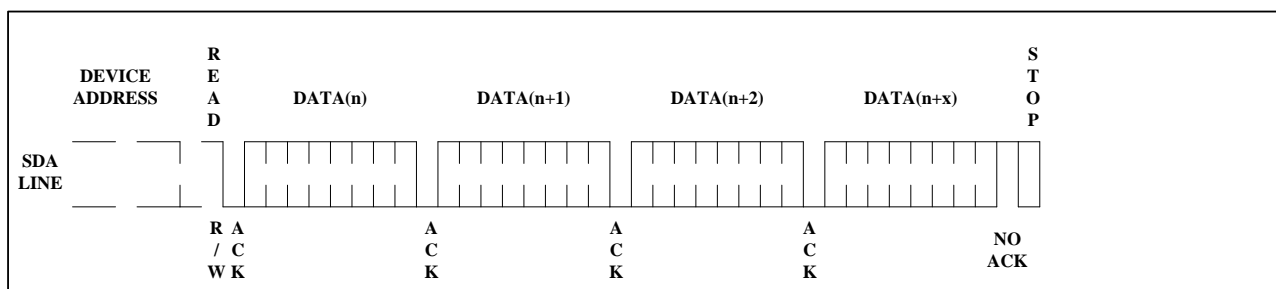 READ
STOP
DEVICE
ADDRESS
DATA(n)
DATA(n+1)
DATA(n+2)
DATA(n+x)
SDA
LINE
R/W
ACK
ACK
ACK
ACK
NO
ACK